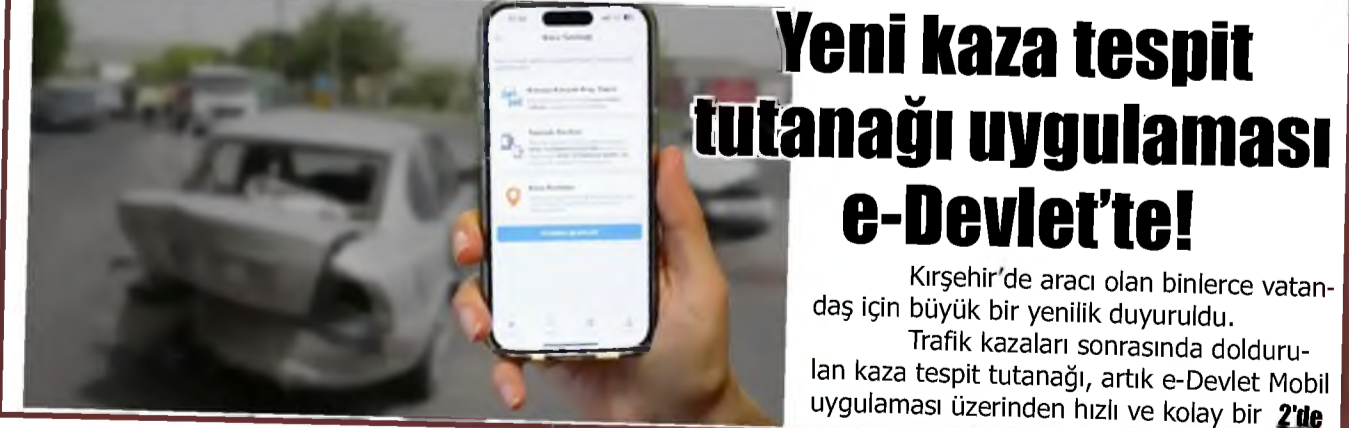 Yeni kaza tespit
tutanağı uygulaması
e-Devlet'te!
Kırşehir'de aracı olan binlerce vatan-
daş için büyük bir yenilik duyuruldu.
Trafik kazaları sonrasında dolduru-
lan kaza tespit tutanağı, artık e-Devlet Mobil
uygulaması üzerinden hızlı ve kolay bir 2'de